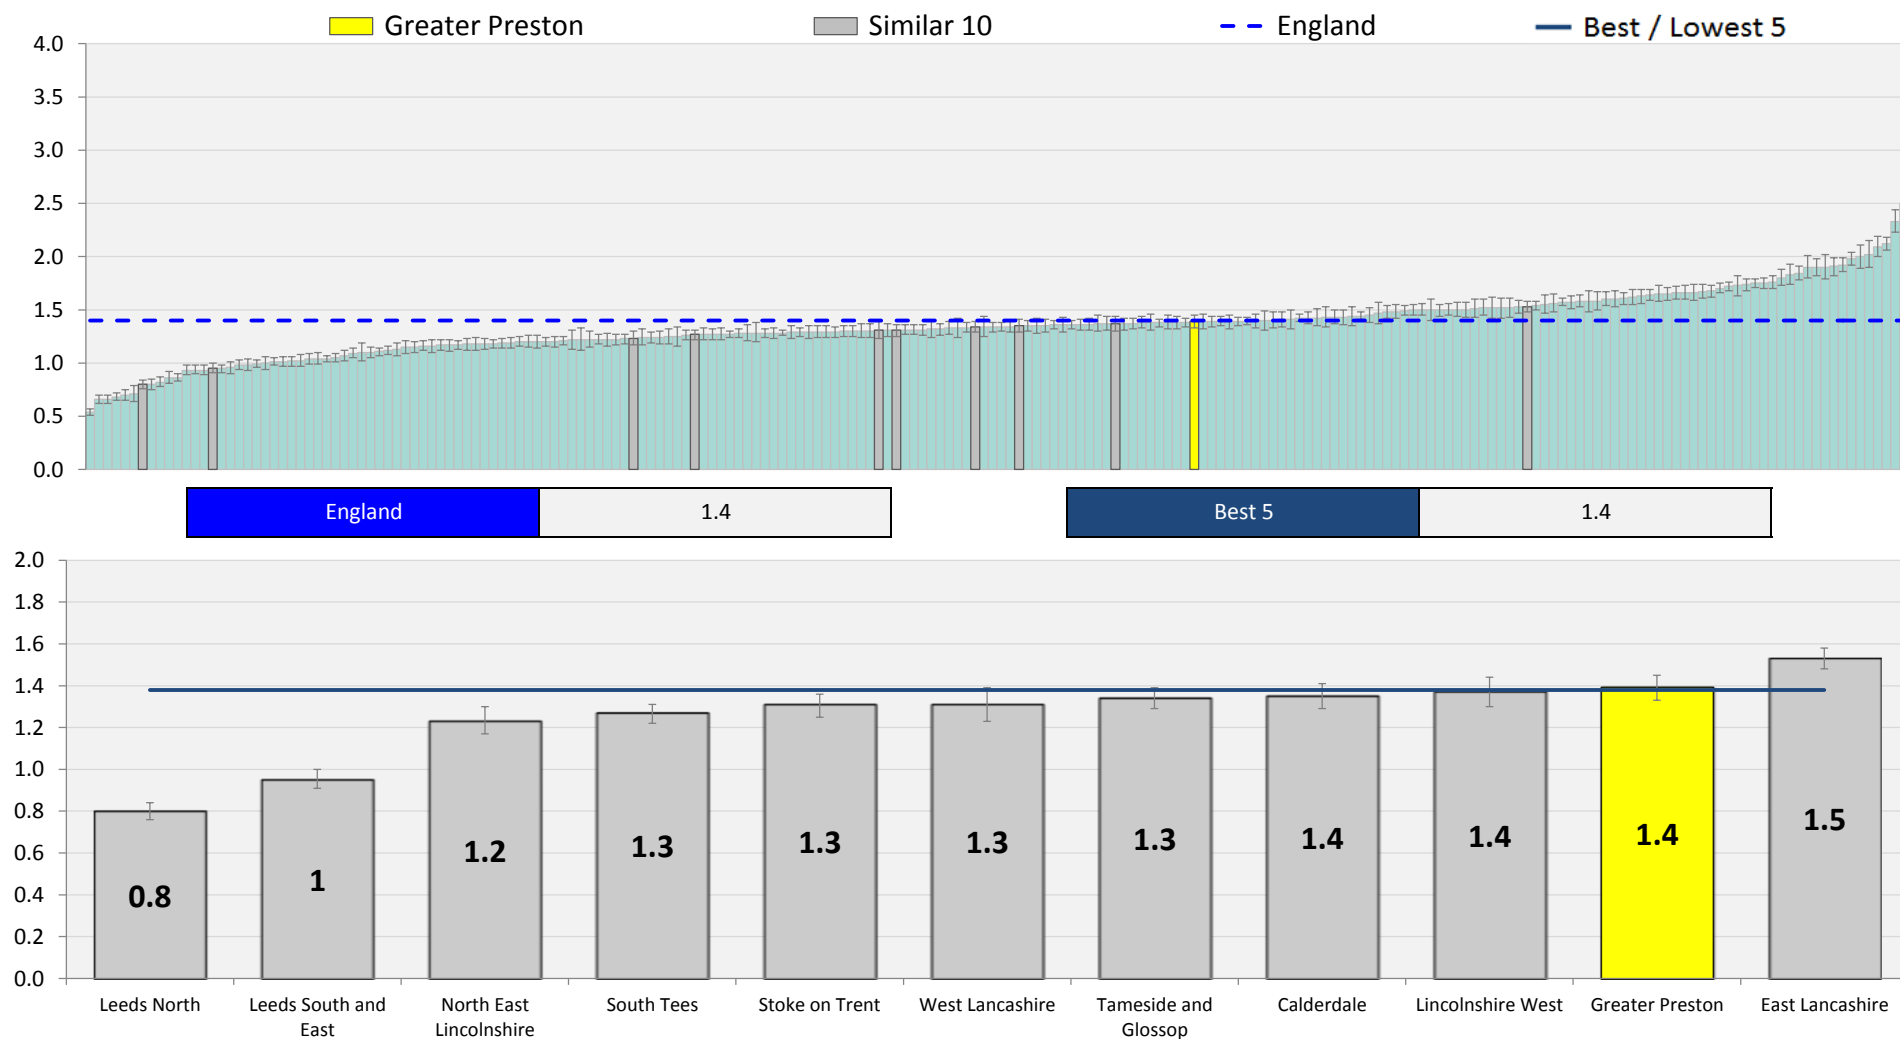 Greater Preston Similar 10 England Best / Lowest 5
4.0
3.5
3.0
2.5
2.0
1.5
1.0
0.5
0.0
England 1.4 Best 5 1.4
2.0
1.8
1.6
1.4
1.2
1.0
0.8
0.6
0.4
0.2
0.0
0.8 1 1.2 1.3 1.3 1.3 1.3 1.4 1.4 1.4 1.5
Leeds North
Leeds South and
East
North East
Lincolnshire
South Tees
Stoke on Trent
West Lancashire
Tameside and
Glossop
Calderdale
Lincolnshire West
Greater Preston
East Lancashire